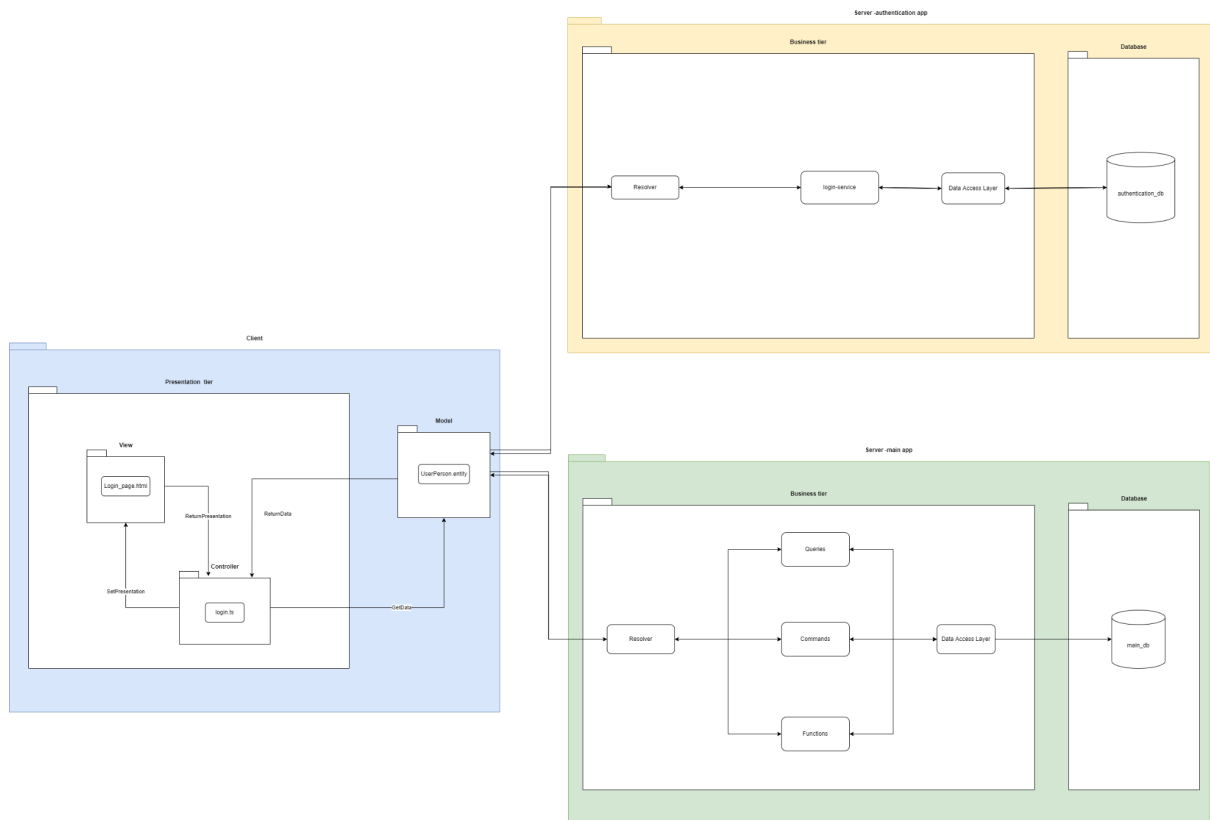 Server -authentication app
Business tier
Database
Resolver
login-service
Data Access Layer
authentication_db
Client
Presentation tier
Model
View
UserPerson.entity
Login_page.html
ReturnPresentation
ReturnData
Controller
SetPresentation
login.ts
GetData
Server -main app
Business tier
Database
Queries
Resolver
Commands
Data Access Layer
main_db
Functions